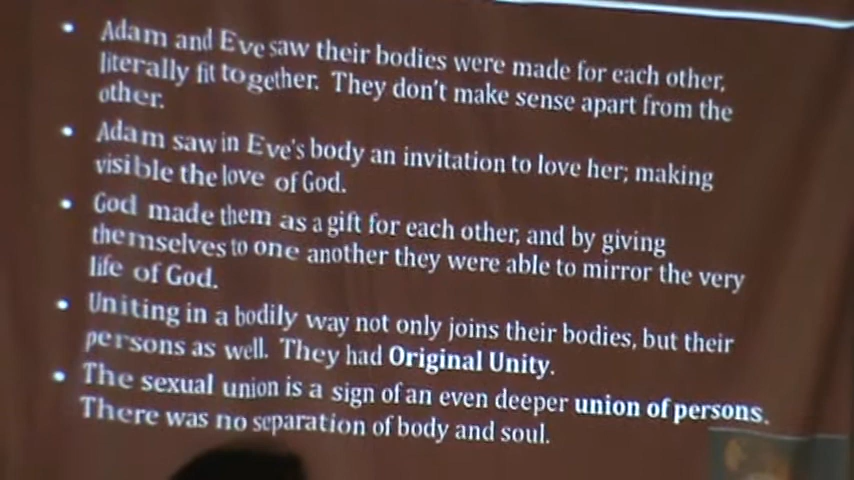 • Adam and Eve saw their bodies were made for each other,
literally fit together. They don't make sense apart from the
other.
• Adam saw in Eve's body an invitation to love her; making
visible the love of God.
• God made them as a gift for each other, and by giving
themselves to one another they were able to mirror the very
life of God.
• Uniting in a bodily way not only joins their bodies, but their
persons as well. They had Original Unity.
• The sexual union is a sign of an even deeper union of persons.
There was no separation of body and soul.